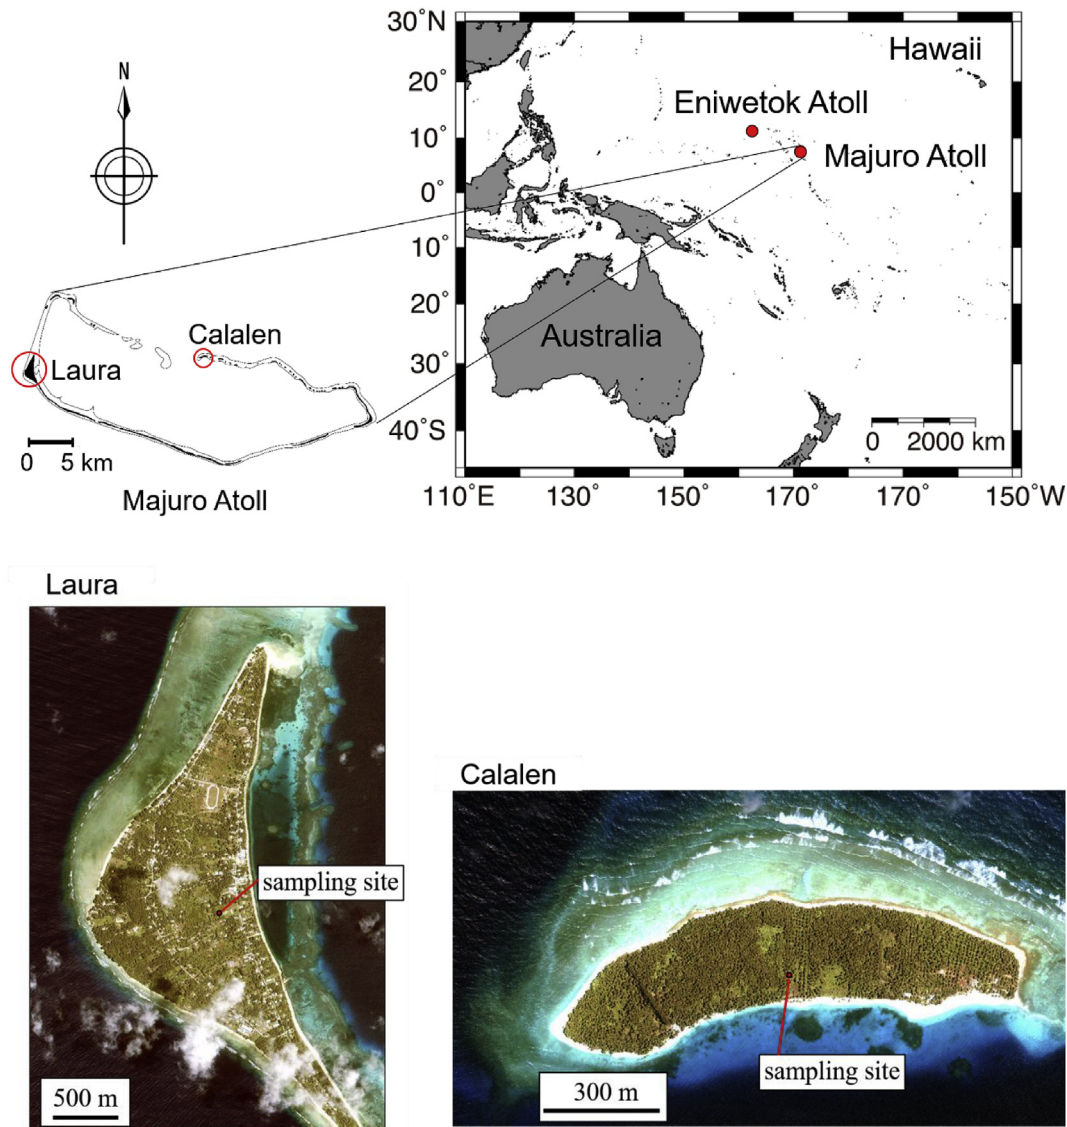 N
30°N
20°
10°
0°
10°
20°
30°
40°S
110°E
130°
150°
170°
150°W
Hawaii
Eniwetok Atoll
Majuro Atoll
Australia
0 2000 km
Calalen
Laura
0 5 km
Majuro Atoll
Laura
sampling site
500 m
Calalen
sampling site
300 m